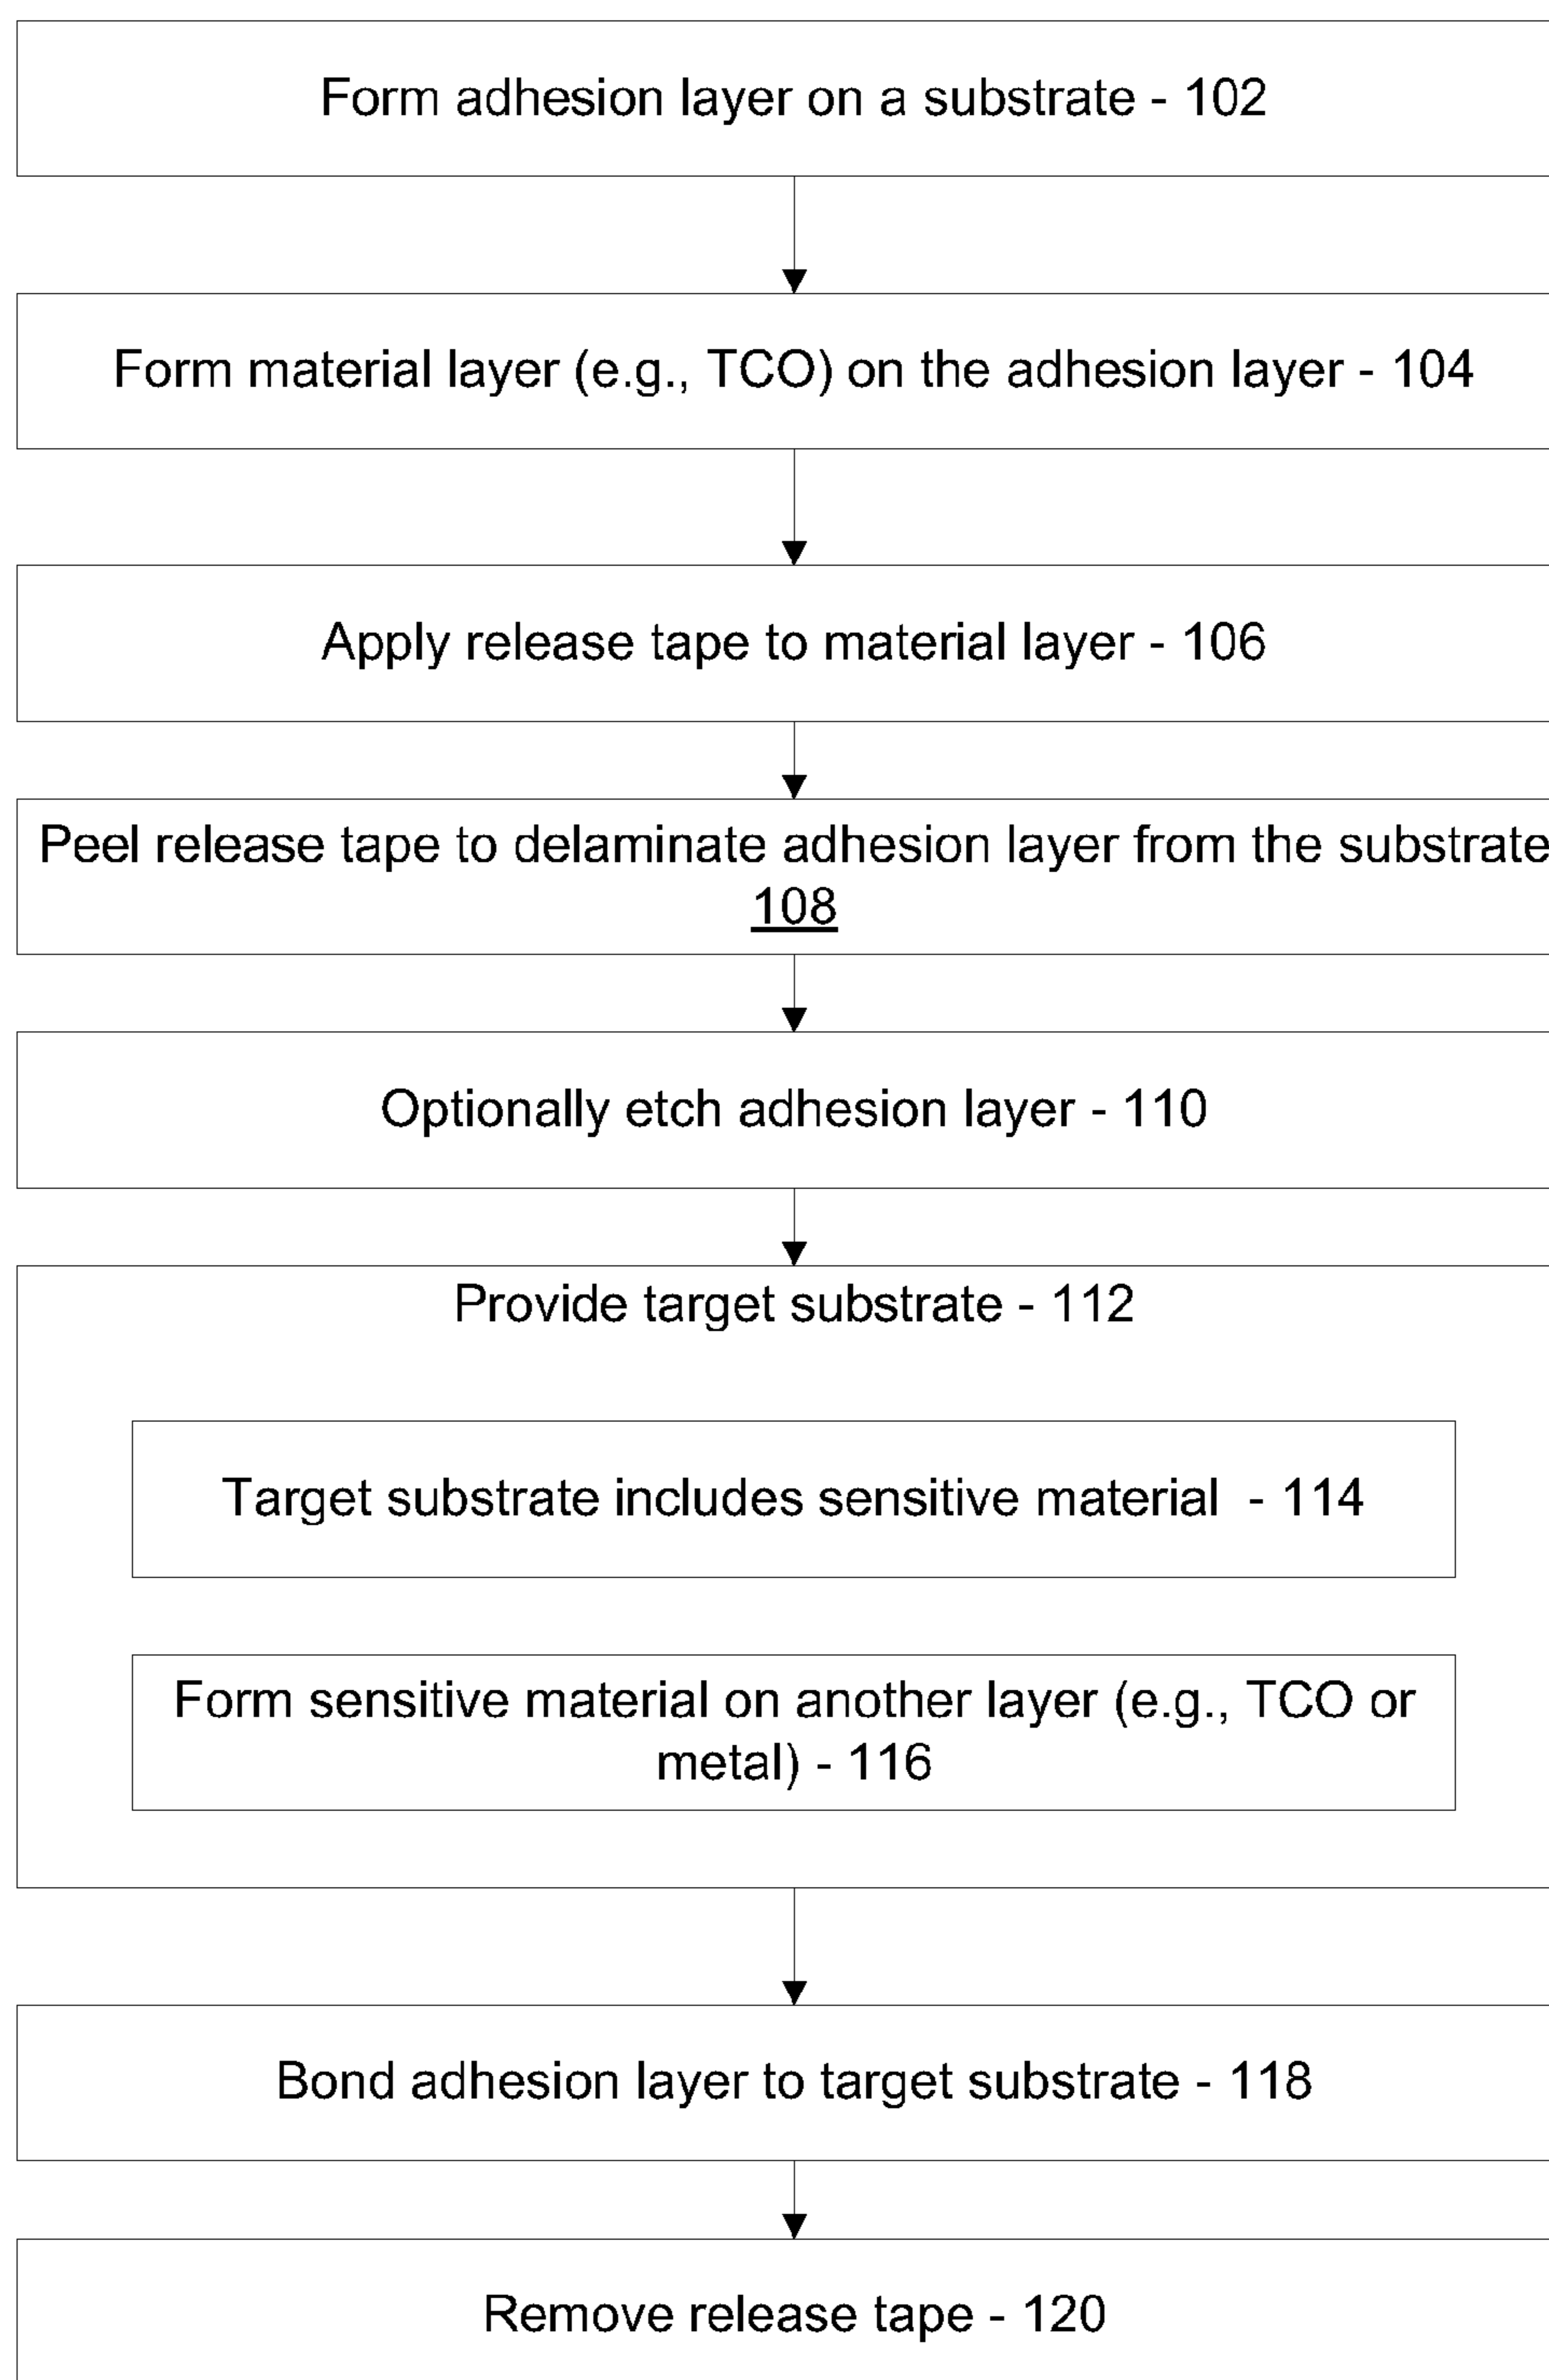 Form adhesion layer on a substrate - 102
Form material layer (e.g., TCO) on the adhesion layer - 104
Apply release tape to material layer - 106
Peel release tape to delaminate adhesion layer from the substrate
108
Optionally etch adhesion layer - 110
Provide target substrate - 112
Target substrate includes sensitive material - 114
Form sensitive material on another layer (e.g., TCO or
metal) - 116
Bond adhesion layer to target substrate - 118
Remove release tape - 120